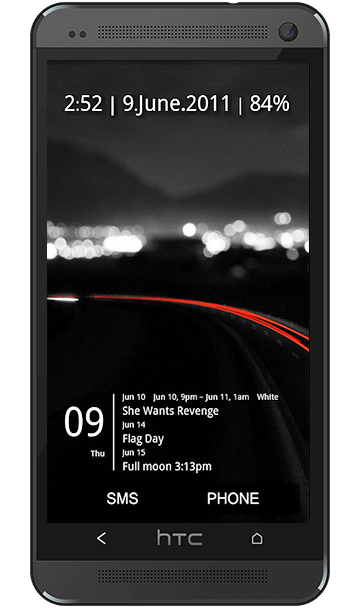 2:52 | 9.June.2011 | 84%
Jun 10 Jun 10, 9pm – Jun 11, 1am White
She Wants Revenge
Jun 14
09
Flag Day
Thu
Jun 15
Full moon 3:13pm
SMS PHONE
hTC